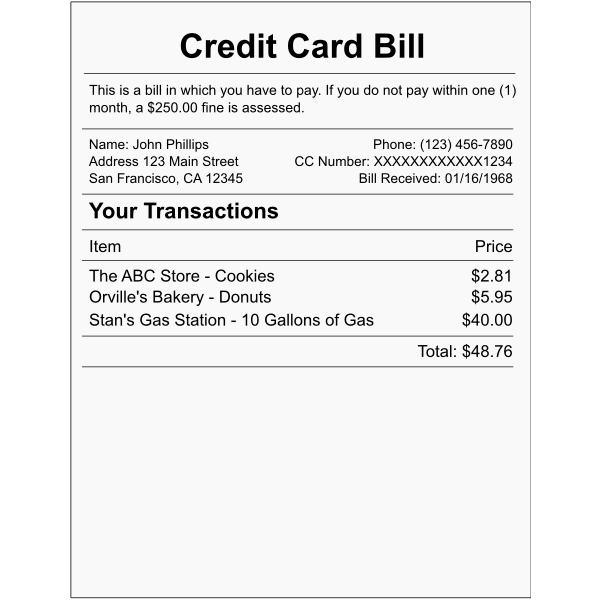 Credit Card Bill
This is a bill in which you have to pay. If you do not pay within one (1)
month, a $250.00 fine is assessed.
Name: John Phillips Phone: (123) 456-7890
Address 123 Main Street CC Number: XXXXXXXXXXXX1234
San Francisco, CA 12345 Bill Received: 01/16/1968
Your Transactions
Item Price
The ABC Store - Cookies $2.81
Orville's Bakery - Donuts $5.95
Stan's Gas Station - 10 Gallons of Gas $40.00
Total: $48.76